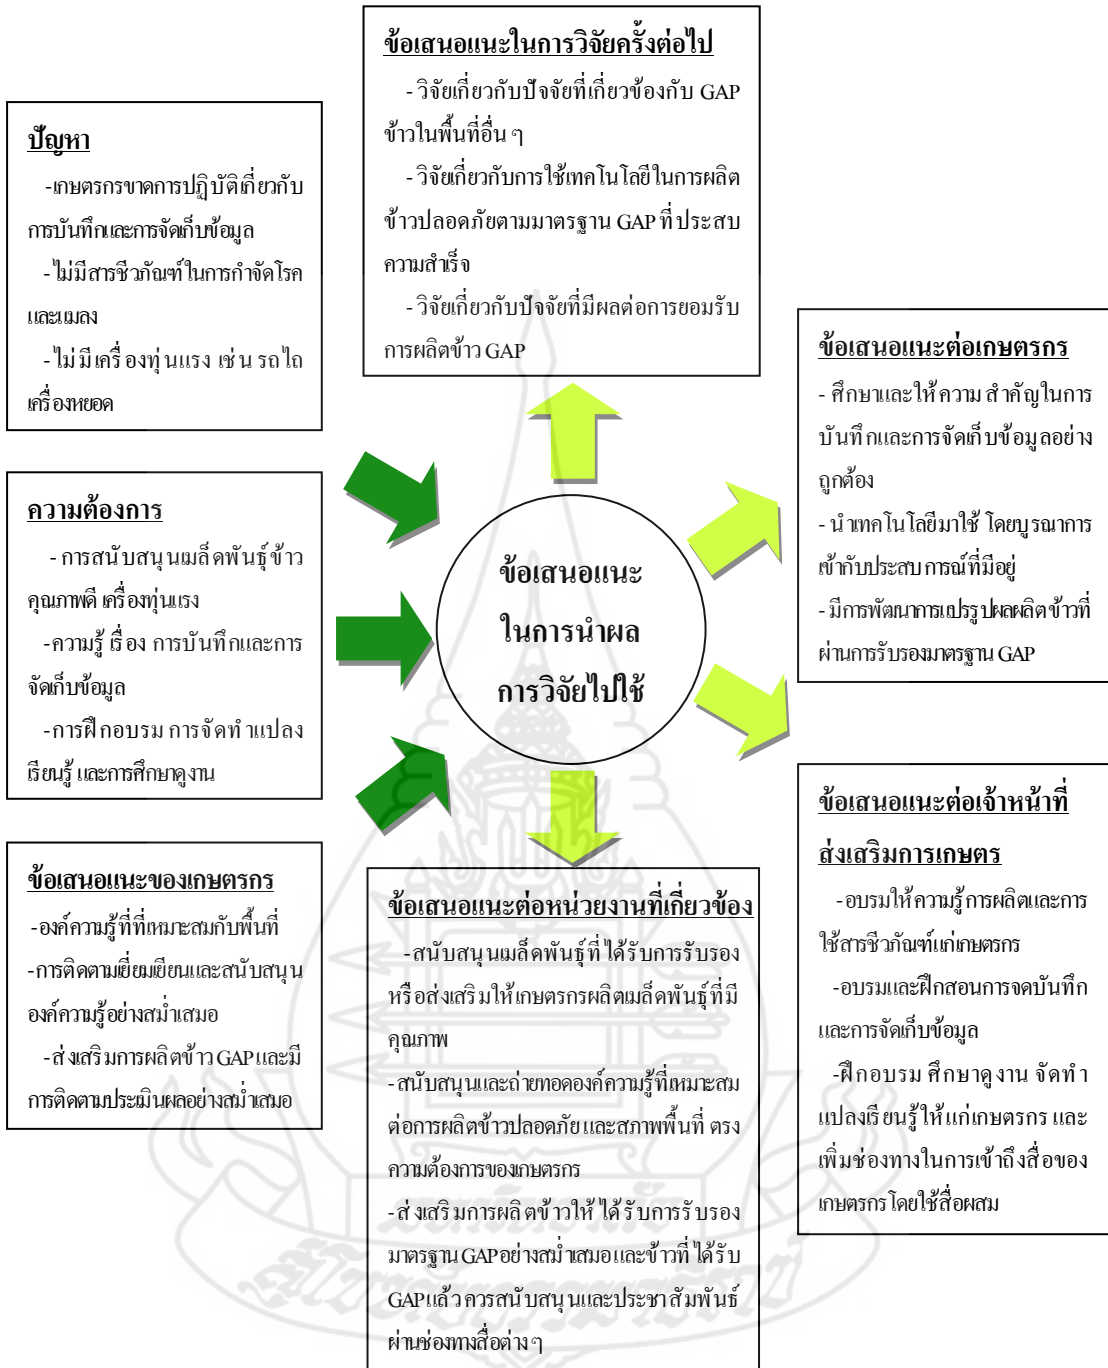 ข้อเสนอแนะในการวิจัยครั้งต่อไป
- วิจัยเกี่ยวกับปัจจัยที่เกี่ยวข้องกับ GAP
ข้าวในพื้นที่อื่น ๆ
- วิจัยเกี่ยวกับการใช้เทคโนโลยีในการผลิต
ข้าวปลอดภัยตามมาตรฐาน GAP ที่ประสบ
ความสำเร็จ
- วิจัยเกี่ยวกับปัจจัยที่มีผลต่อการยอมรับ
การผลิตข้าว GAP
ปัญหา
-เกษตรกรขาดการปฏิบัติเกี่ยวกับ
การบันทึกและการจัดเก็บข้อมูล
- ไม่มีสารชีวภัณฑ์ในการกำจัดโรค
และแมลง
- ไม่มีเครื่องทุ่นแรง เช่น รถไถ
เครื่องหยอด
ความต้องการ
- การสนับสนุนเมล็ดพันธุ์ข้าว
คุณภาพดี เครื่องทุ่นแรง
-ความรู้ เรื่อง การบันทึกและการ
จัดเก็บข้อมูล
-การฝึกอบรม การจัดทำแปลง
เรียนรู้ และการศึกษาดูงาน
ข้อเสนอแนะของเกษตรกร
-องค์ความรู้ที่ที่เหมาะสมกับพื้นที่
-การติดตามเยี่ยมเยียนและสนับสนุน
องค์ความรู้อย่างสม่ำเสมอ
-ส่งเสริมการผลิตข้าว GAP และมี
การติดตามประเมินผลอย่างสม่ำเสมอ
ข้อเสนอแนะ
ในการนำผล
การวิจัยไปใช้
ข้อเสนอแนะต่อเกษตรกร
- ศึกษาและให้ความ สำคัญในการ
บันทึกและการจัดเก็บข้อมูลอย่าง
ถูกต้อง
- นำเทคโนโลยีมาใช้ โดยบูรณาการ
เข้ากับประสบการณ์ที่มีอยู่
- มีการพัฒนาการแปรรูปผลผลิตข้าวที่
ผ่านการรับรองมาตรฐาน GAP
ข้อเสนอแนะต่อเจ้าหน้าที่
ส่งเสริมการเกษตร
-อบรมให้ความรู้การผลิตและการ
ใช้สารชีวภัณฑ์แก่เกษตรกร
-อบรมและฝึกสอนการจดบันทึก
และการจัดเก็บข้อมูล
-ฝึกอบรม ศึกษาดูงาน จัดทำ
แปลงเรียนรู้ให้แก่เกษตรกร และ
เพิ่มช่องทางในการเข้าถึงสื่อของ
เกษตรกรโดยใช้สื่อผสม
ข้อเสนอแนะต่อหน่วยงานที่เกี่ยวข้อง
-สนับสนุนเมล็ดพันธุ์ที่ ได้รับการรับรอง
หรือส่งเสริมให้เกษตรกรผลิตเมล็ดพันธุ์ที่มี
คุณภาพ
-สนับสนุนและถ่ายทอดองค์ความรู้ที่เหมาะสม
ต่อการผลิตข้าวปลอดภัย และสภาพพื้นที่ ตรง
ความต้องการของเกษตรกร
-ส่งเสริมการผลิตข้าวให้ ได้รับการรับรอง
มาตรฐาน GAP อย่างสม่ำเสมอและข้าวที่ ได้รับ
GAPแล้วควรสนับสนุนและประชาสัมพันธ์
ผ่านช่องทางสื่อต่างๆ
มหาวิทยาลัย
สุโขทัยธรรมาธิราช